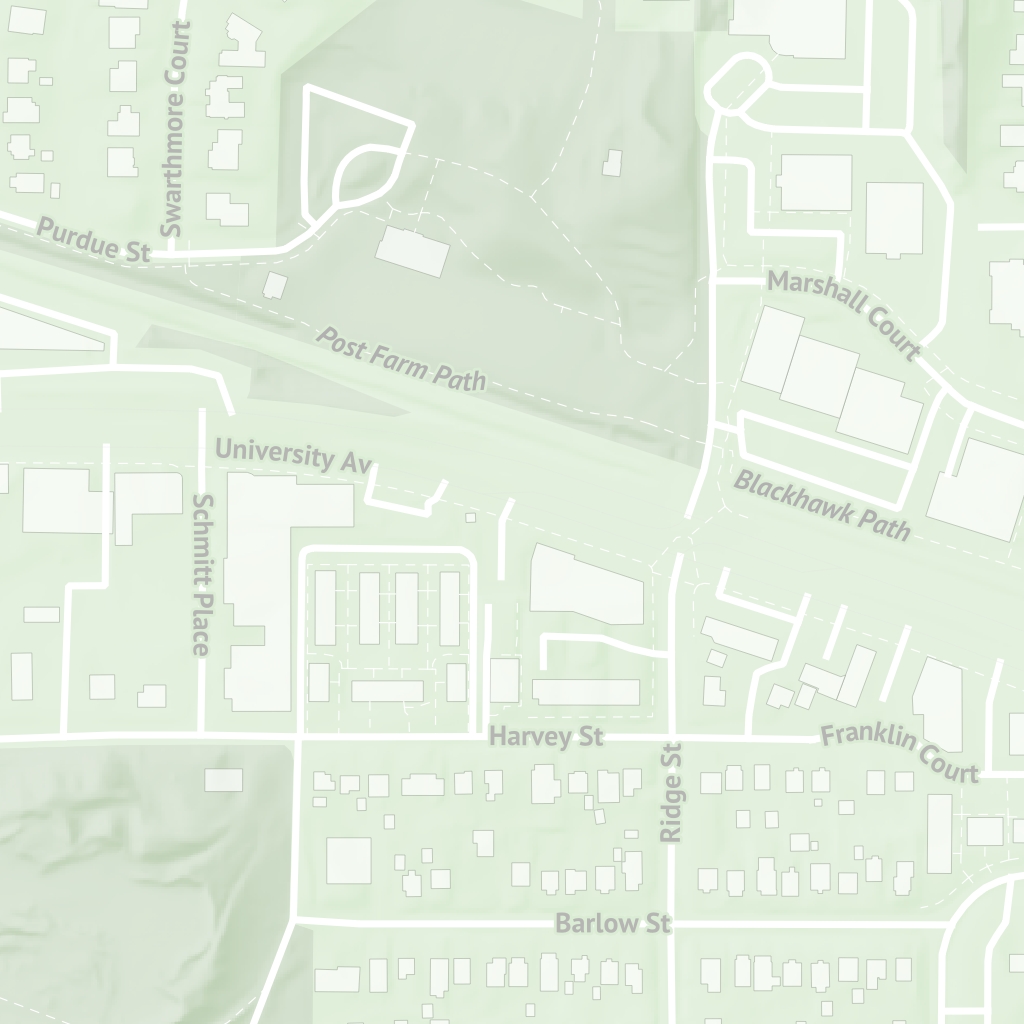 Swarthmore Court
Purdue St
Marshall Court
Post Farm Path
University Av
Blackhawk Path
Schmitt Place
Harvey St
Franklin Court
Ridge St
Barlow St